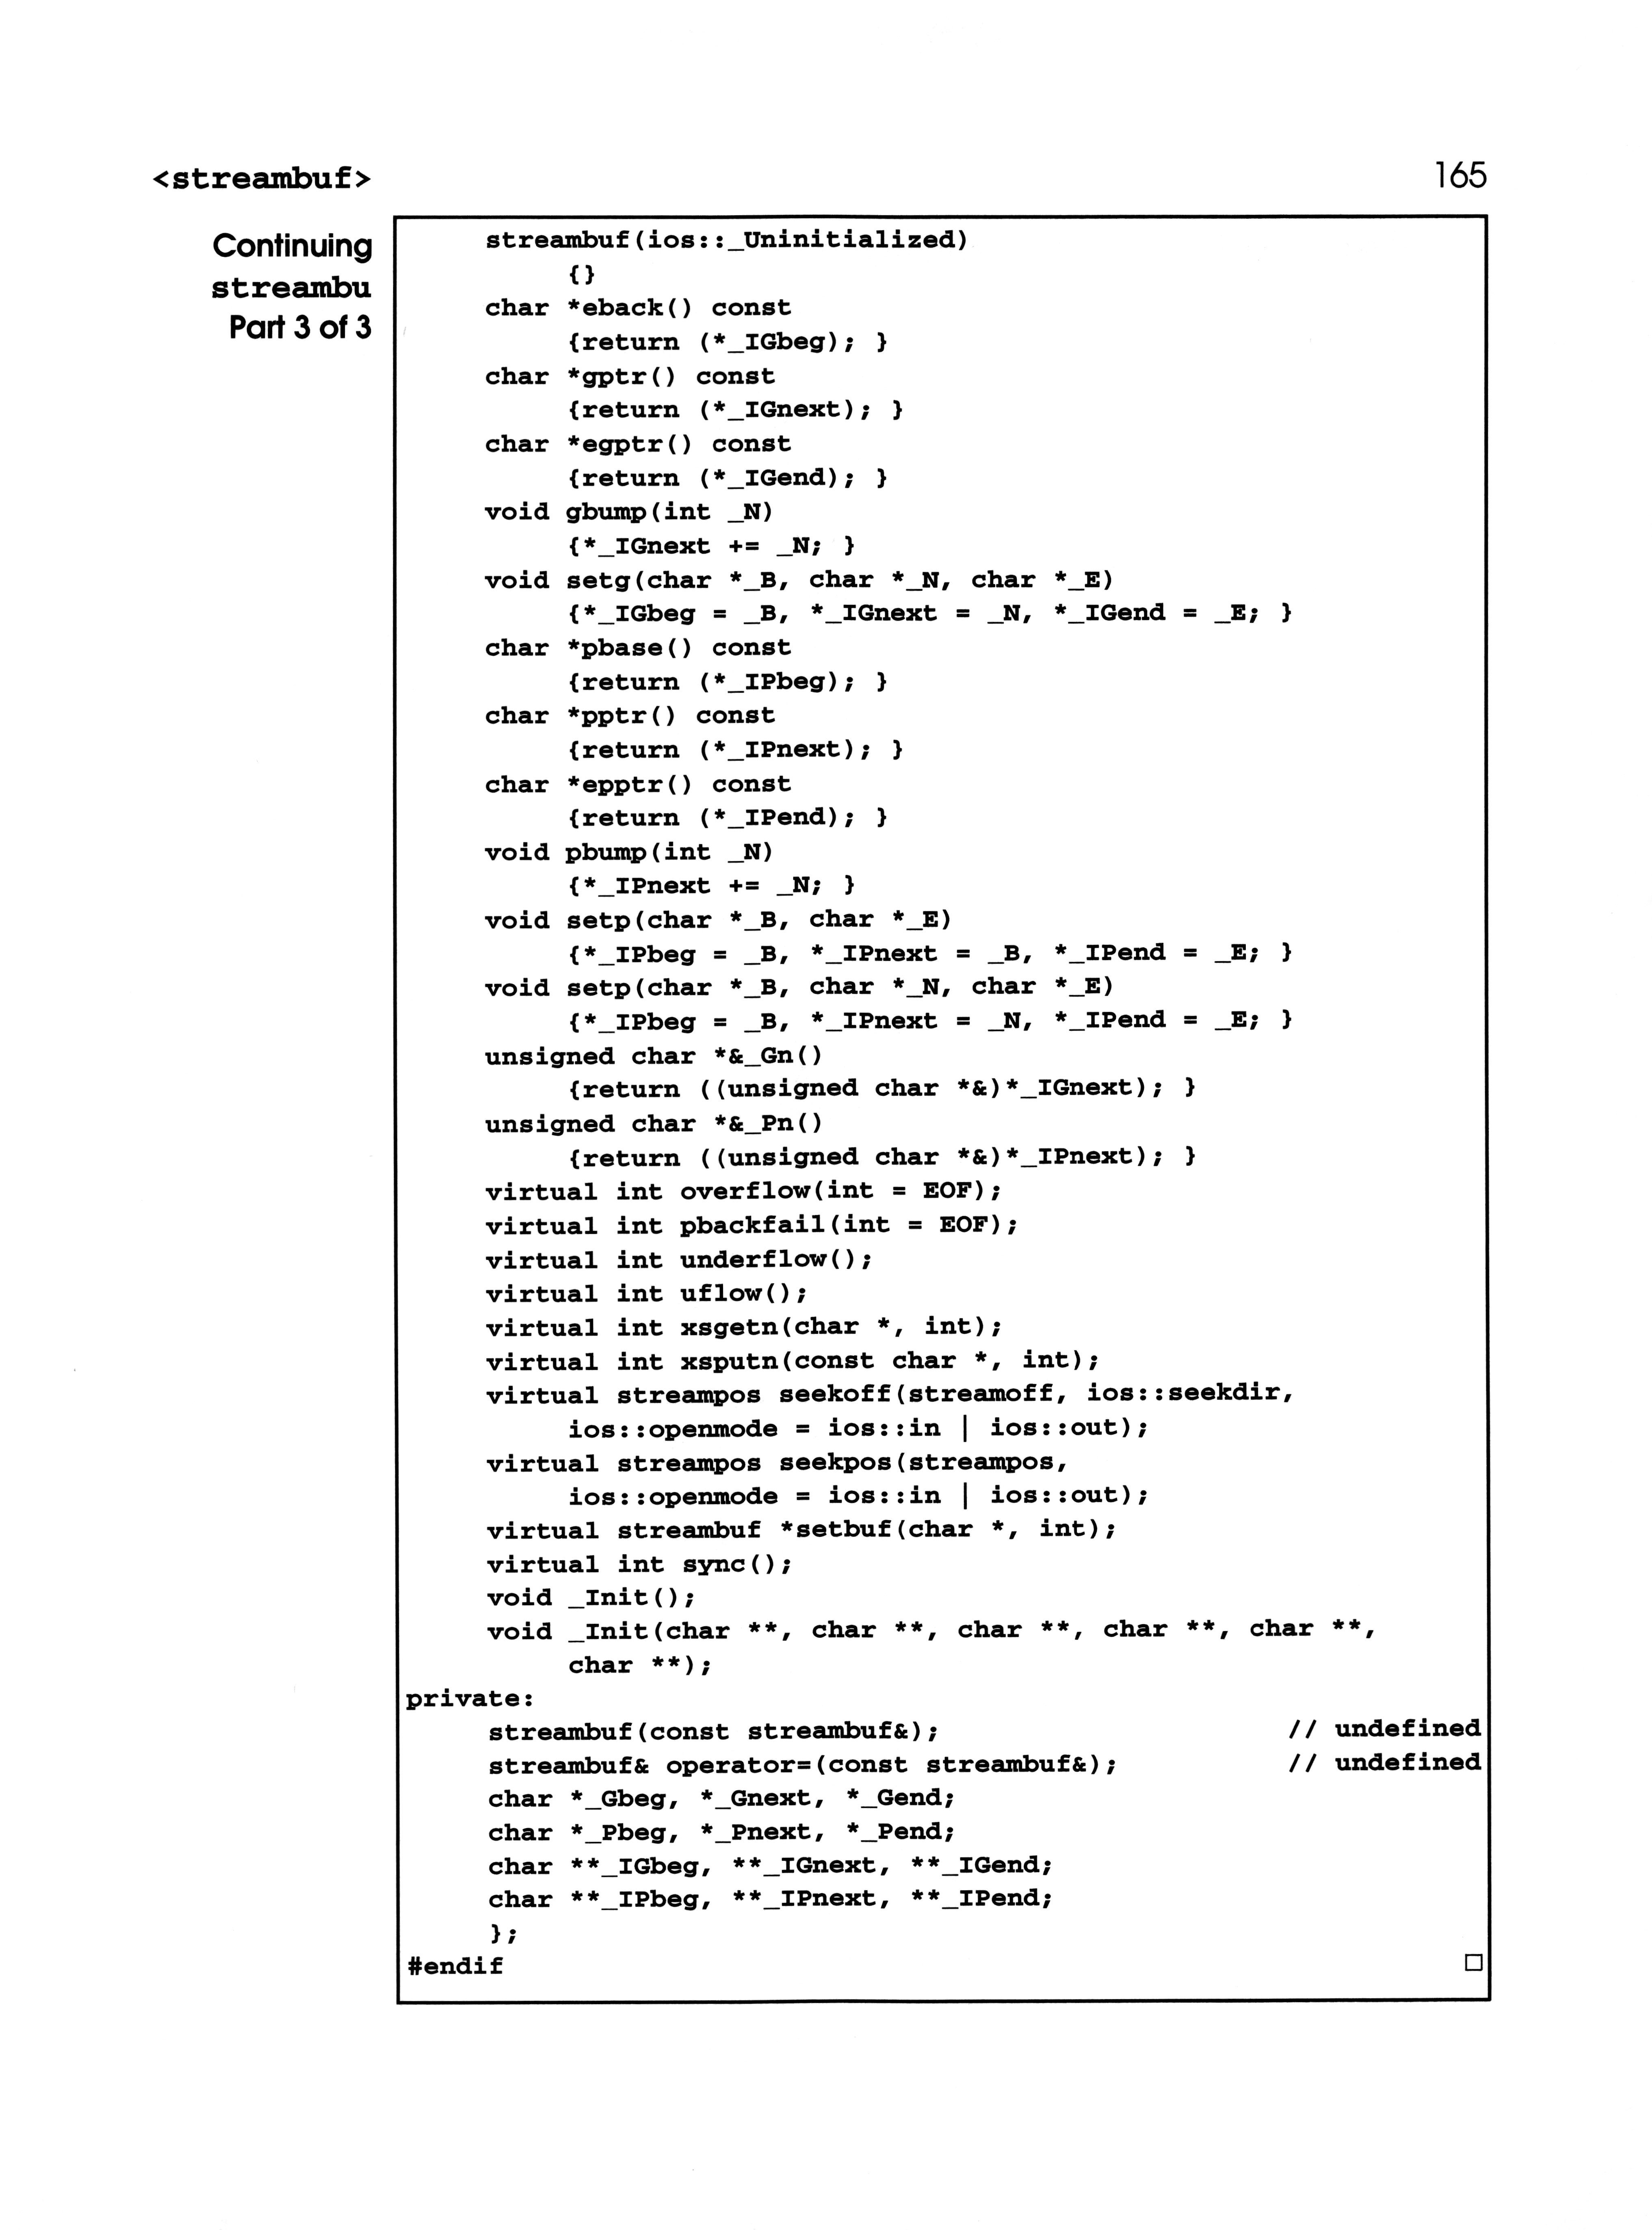 <streambuf>
165
Continuing
streambu
Part 3 of 3
streambuf(ios::_Uninitialized)
{}
char *eback() const
{return (*_IGbeg); }
char *gptr() const
{return (*_IGnext); }
char *egptr() const
{return (*_IGend); }
void gbump(int _N)
{*_IGnext += _N; }
void setg(char *_B, char *_N, char *_E)
{*_IGbeg = _B, *_IGnext = _N, *_IGend = _E; }
char *pbase() const
{return (*_IPbeg); }
char *pptr() const
{return (*_IPnext); }
char *epptr() const
{return (*_IPend); }
void pbump(int _N)
{*_IPnext += _N; }
void setp(char *_B, char *_E)
{*_IPbeg = _B, *_IPnext = _B, *_IPend = _E; }
void setp(char *_B, char *_N, char *_E)
{*_IPbeg = _B, *_IPnext = _N, *_IPend = _E; }
unsigned char *&_Gn()
{return ((unsigned char *&)*_IGnext); }
unsigned char *&_Pn()
{return ((unsigned char *&)*_IPnext); }
virtual int overflow(int = EOF);
virtual int pbackfail(int = EOF);
virtual int underflow();
virtual int uflow();
virtual int xsgetn(char *, int);
virtual int xsputn(const char *, int);
virtual streampos seekoff(streamoff, ios::seekdir,
ios::openmode = ios::in | ios::out);
virtual streampos seekpos(streampos,
ios::openmode = ios::in | ios::out);
virtual streambuf *setbuf(char *, int);
virtual int sync();
void _Init();
void _Init(char **, char **, char **, char **, char **,
char **);
private:
streambuf(const streambuf&); // undefined
streambuf& operator=(const streambuf&); // undefined
char *_Gbeg, *_Gnext, *_Gend;
char *_Pbeg, *_Pnext, *_Pend;
char **_IGbeg, **_IGnext, **_IGend;
char **_IPbeg, **_IPnext, **_IPend;
};
#endif □